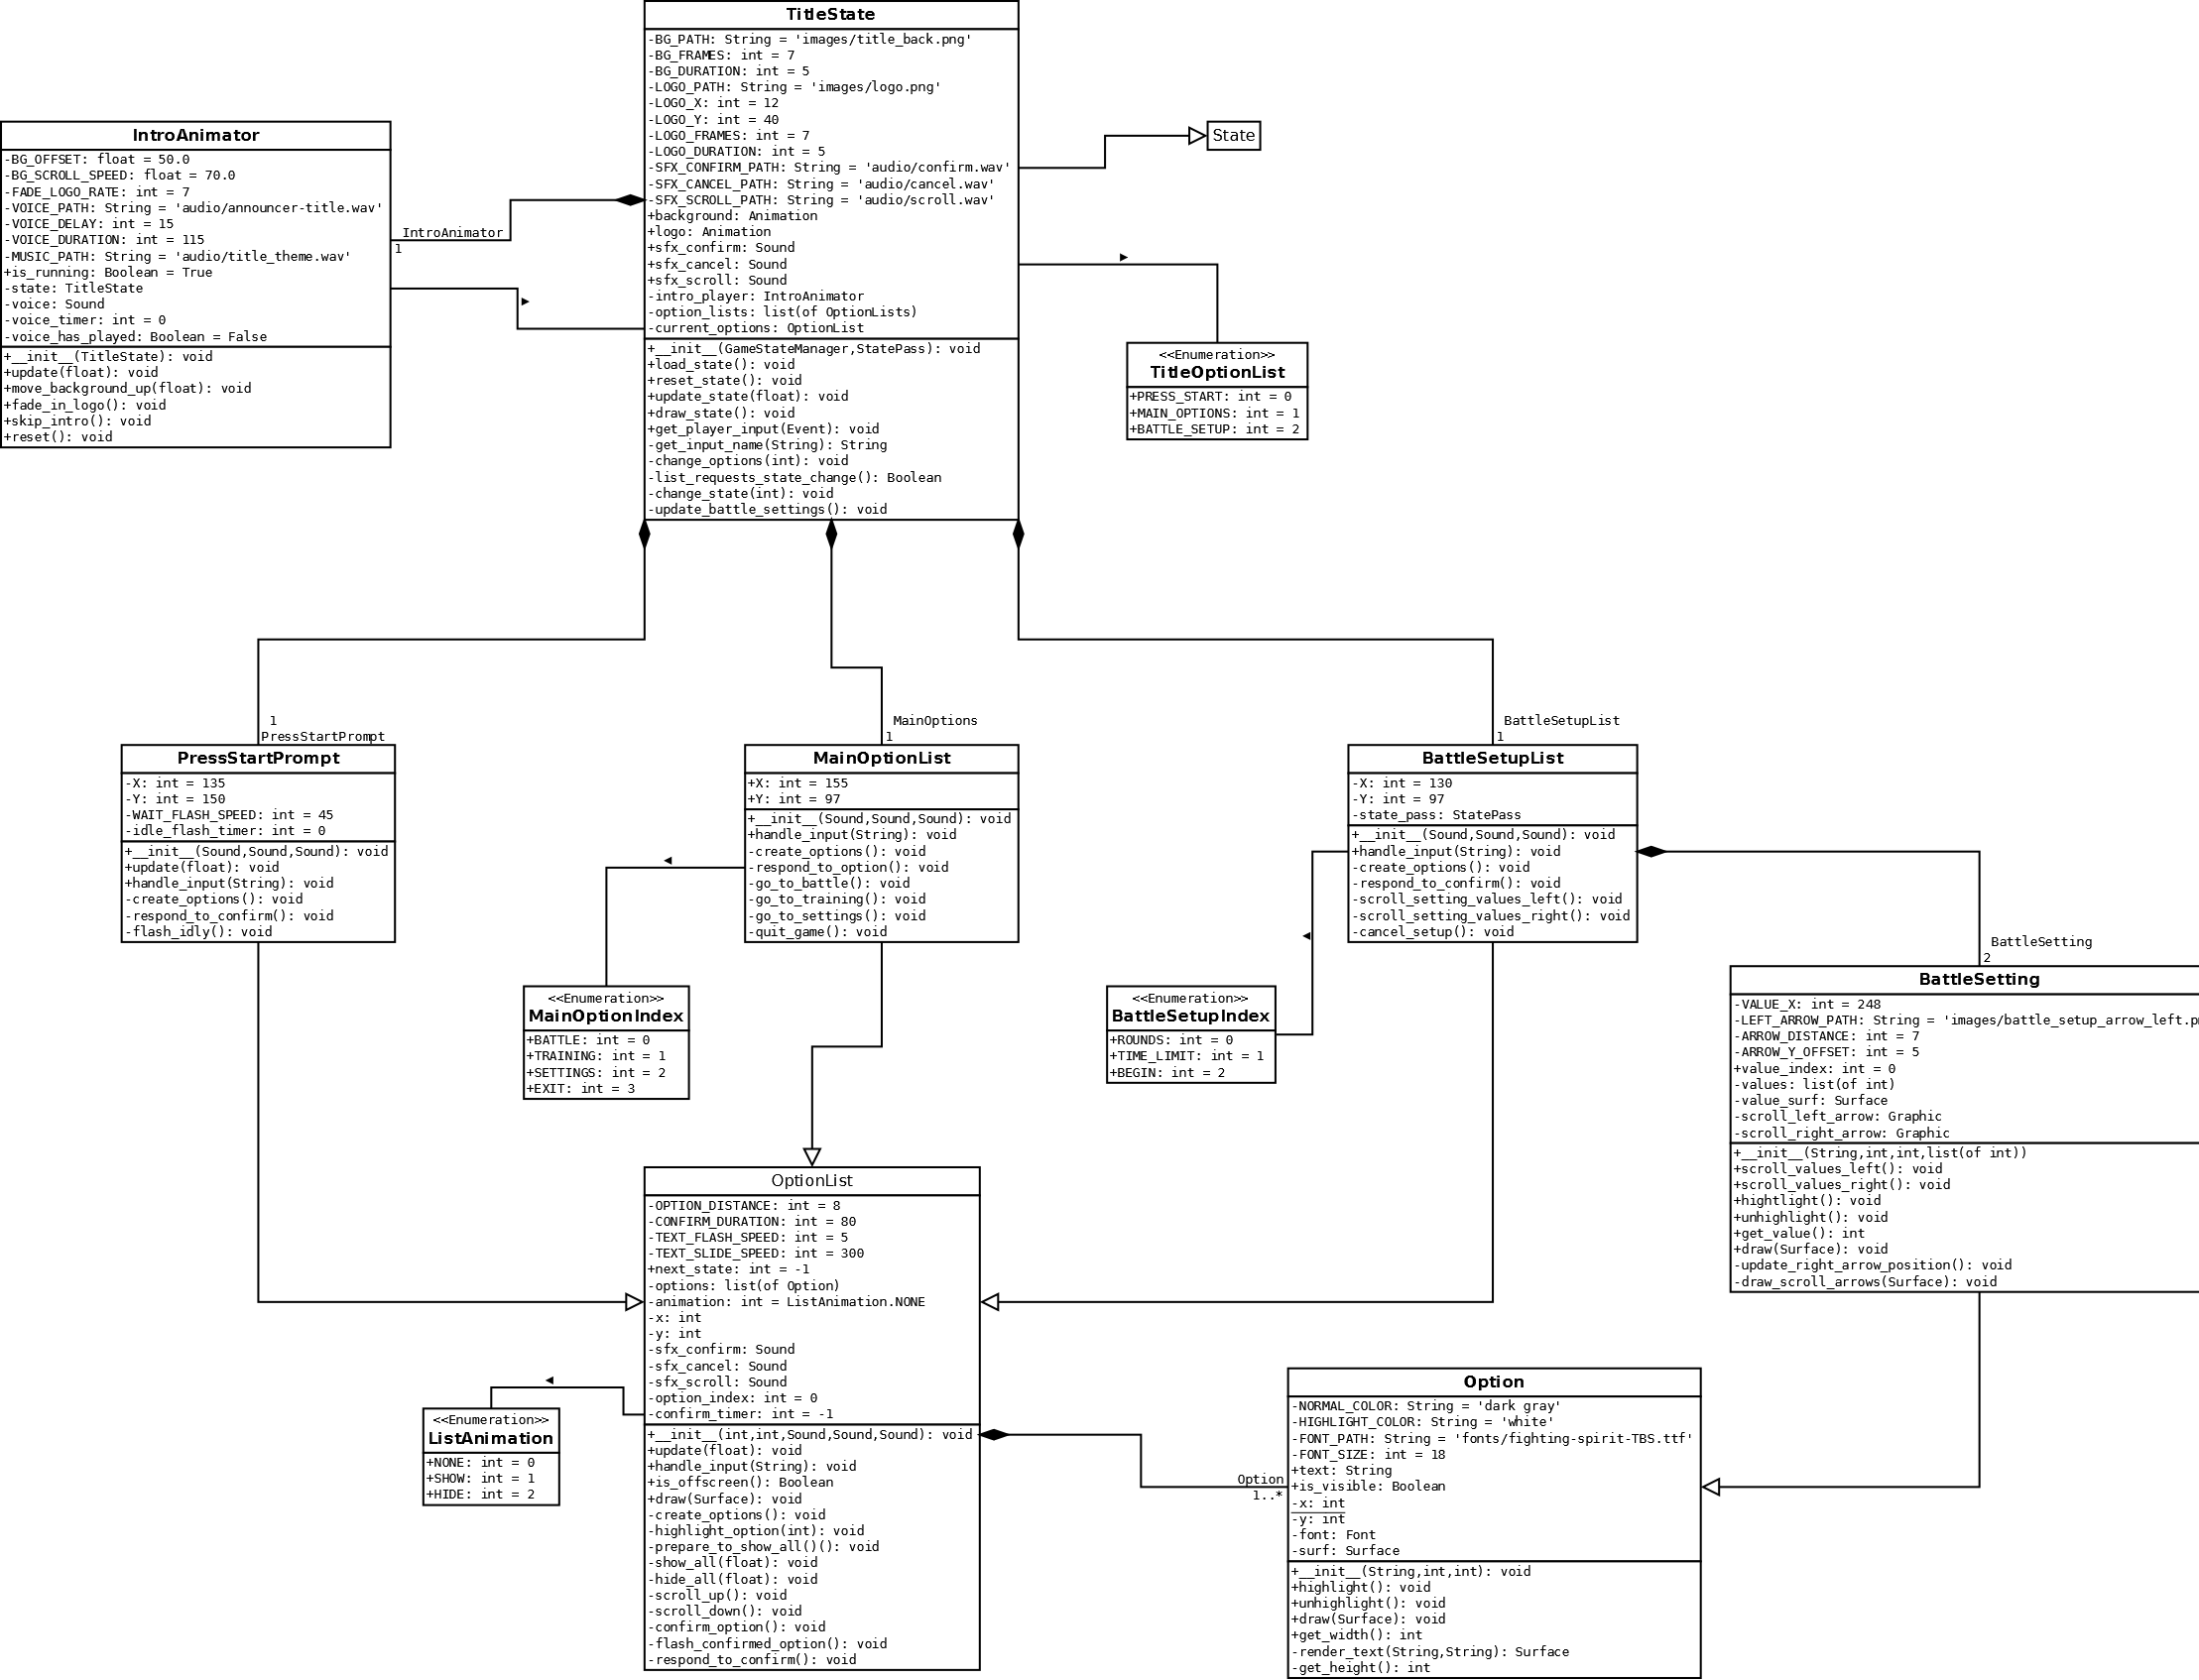 TitleState
-BG_PATH: String = 'images/title_back.png'
-BG_FRAMES: int = 7
-BG_DURATION: int = 5
-LOGO_PATH: String = 'images/logo.png'
-LOGO_X: int = 12
-LOGO_Y: int = 40
-LOGO_FRAMES: int = 7
-LOGO_DURATION: int = 5
-SFX_CONFIRM_PATH: String = 'audio/confirm.wav'
-SFX_CANCEL_PATH: String = 'audio/cancel.wav'
-SFX_SCROLL_PATH: String = 'audio/scroll.wav'
+background: Animation
+logo: Animation
+sfx_confirm: Sound
+sfx_cancel: Sound
+sfx_scroll: Sound
-intro_player: IntroAnimator
-option_lists: list(of OptionLists)
-current_options: OptionList
+__init__(GameStateManager,StatePass): void
+load_state(): void
+reset_state(): void
+update_state(float): void
+draw_state(): void
+get_player_input(Event): void
-get_input_name(String): String
-change_options(int): void
-list_requests_state_change(): Boolean
-change_state(int): void
-update_battle_settings(): void
IntroAnimator
-BG_OFFSET: float = 50.0
-BG_SCROLL_SPEED: float = 70.0
-FADE_LOGO_RATE: int = 7
-VOICE_PATH: String = 'audio/announcer-title.wav'
-VOICE_DELAY: int = 15
-VOICE_DURATION: int = 115
-MUSIC_PATH: String = 'audio/title_theme.wav'
+is_running: Boolean = True
-state: TitleState
-voice: Sound
-voice_timer: int = 0
-voice_has_played: Boolean = False
+__init__(TitleState): void
+update(float): void
+move_background_up(float): void
+fade_in_logo(): void
+skip_intro(): void
+reset(): void
IntroAnimator
1
State
<<Enumeration>>
TitleOptionList
+PRESS_START: int = 0
+MAIN_OPTIONS: int = 1
+BATTLE_SETUP: int = 2
1
PressStartPrompt
PressStartPrompt
-X: int = 135
-Y: int = 150
-WAIT_FLASH_SPEED: int = 45
-idle_flash_timer: int = 0
+__init__(Sound,Sound,Sound): void
+update(float): void
+handle_input(String): void
-create_options(): void
-respond_to_confirm(): void
-flash_idly(): void
MainOptions
1
MainOptionList
+X: int = 155
+Y: int = 97
+__init__(Sound,Sound,Sound): void
+handle_input(String): void
-create_options(): void
-respond_to_option(): void
-go_to_battle(): void
-go_to_training(): void
-go_to_settings(): void
-quit_game(): void
BattleSetupList
1
BattleSetupList
-X: int = 130
-Y: int = 97
-state_pass: StatePass
+__init__(Sound,Sound,Sound): void
+handle_input(String): void
-create_options(): void
-respond_to_confirm(): void
-scroll_setting_values_left(): void
-scroll_setting_values_right(): void
-cancel_setup(): void
BattleSetting
2
BattleSetting
-VALUE_X: int = 248
-LEFT_ARROW_PATH: String = 'images/battle_setup_arrow_left.p
-ARROW_DISTANCE: int = 7
-ARROW_Y_OFFSET: int = 5
+value_index: int = 0
-values: list(of int)
-value_surf: Surface
-scroll_left_arrow: Graphic
-scroll_right_arrow: Graphic
+__init__(String,int,int,list(of int))
+scroll_values_left(): void
+scroll_values_right(): void
+hightlight(): void
+unhighlight(): void
+get_value(): int
+draw(Surface): void
-update_right_arrow_position(): void
-draw_scroll_arrows(Surface): void
<<Enumeration>>
MainOptionIndex
+BATTLE: int = 0
+TRAINING: int = 1
+SETTINGS: int = 2
+EXIT: int = 3
<<Enumeration>>
BattleSetupIndex
+ROUNDS: int = 0
+TIME_LIMIT: int = 1
+BEGIN: int = 2
OptionList
-OPTION_DISTANCE: int = 8
-CONFIRM_DURATION: int = 80
-TEXT_FLASH_SPEED: int = 5
-TEXT_SLIDE_SPEED: int = 300
+next_state: int = -1
-options: list(of Option)
-animation: int = ListAnimation.NONE
-x: int
-y: int
-sfx_confirm: Sound
-sfx_cancel: Sound
-sfx_scroll: Sound
-option_index: int = 0
-confirm_timer: int = -1
+__init__(int,int,Sound,Sound,Sound): void
+update(float): void
+handle_input(String): void
+is_offscreen(): Boolean
+draw(Surface): void
-create_options(): void
-highlight_option(int): void
-prepare_to_show_all()(): void
-show_all(float): void
-hide_all(float): void
-scroll_up(): void
-scroll_down(): void
-confirm_option(): void
-flash_confirmed_option(): void
-respond_to_confirm(): void
<<Enumeration>>
ListAnimation
+NONE: int = 0
+SHOW: int = 1
+HIDE: int = 2
Option
1..*
Option
-NORMAL_COLOR: String = 'dark gray'
-HIGHLIGHT_COLOR: String = 'white'
-FONT_PATH: String = 'fonts/fighting-spirit-TBS.ttf'
-FONT_SIZE: int = 18
+text: String
+is_visible: Boolean
-x: int
-y: int
-font: Font
-surf: Surface
+__init__(String,int,int): void
+highlight(): void
+unhighlight(): void
+draw(Surface): void
+get_width(): int
-render_text(String,String): Surface
-get_height(): int